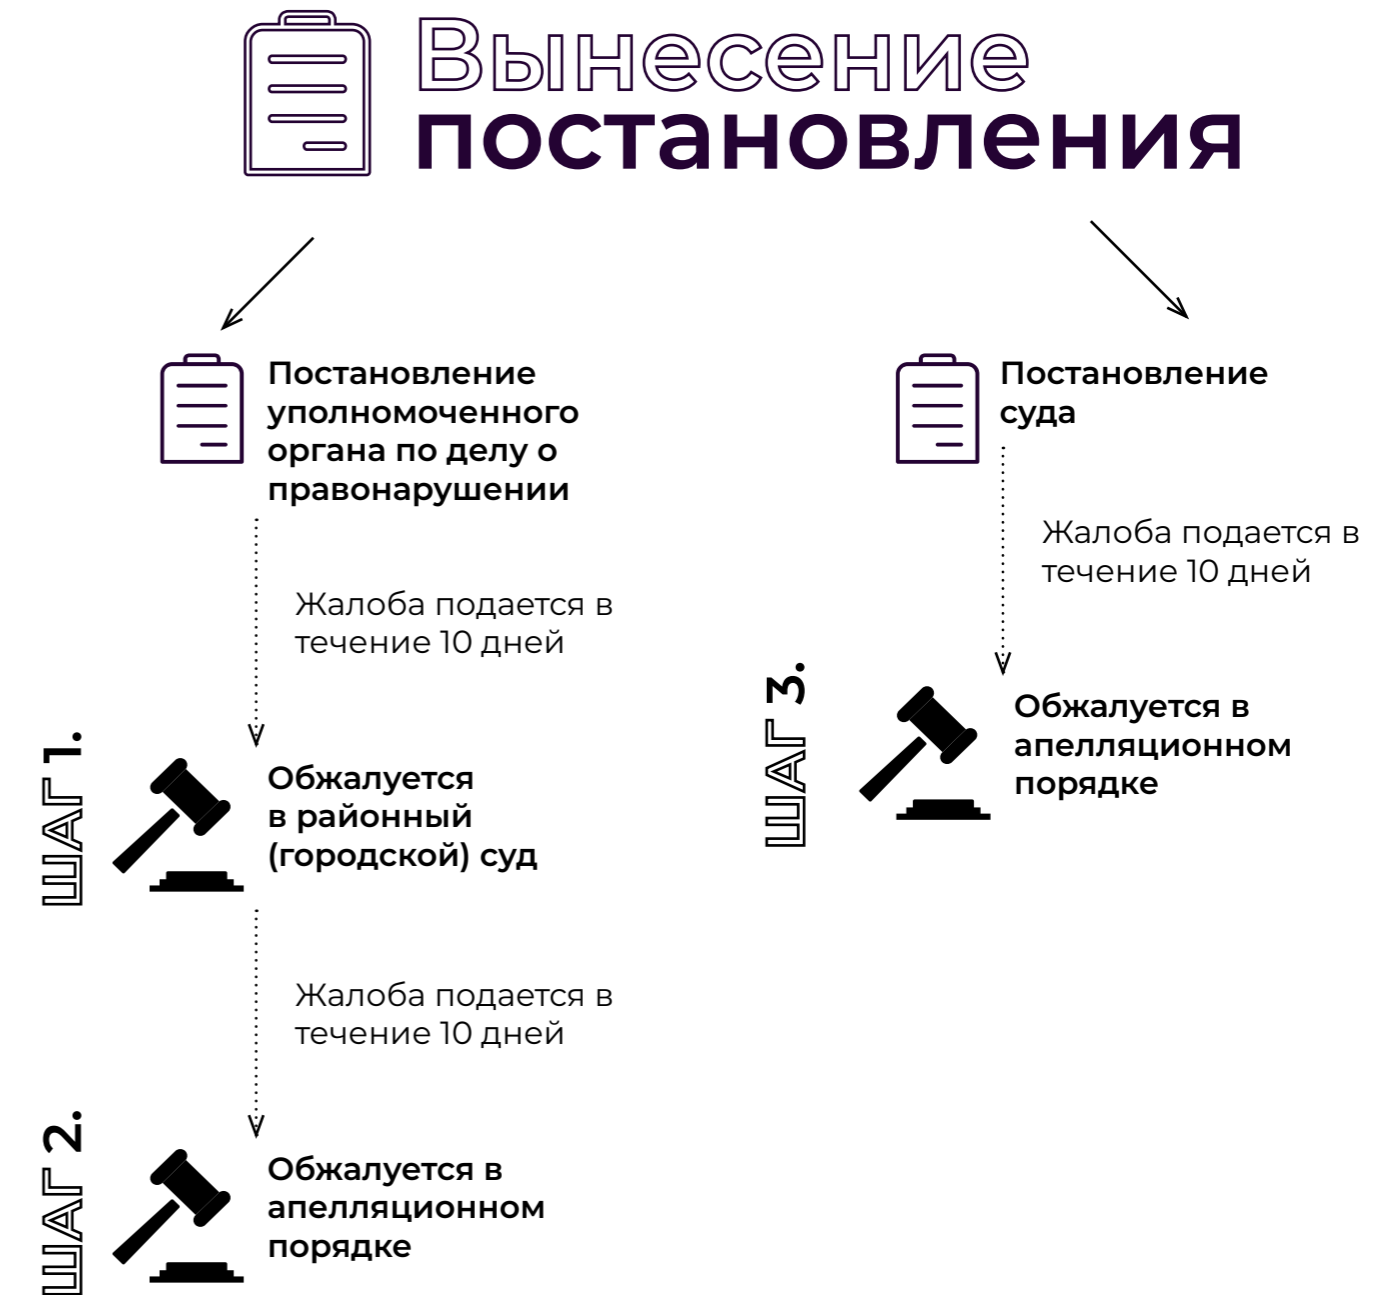 Вынесение
постановления
Постановление
уполномоченного
органа по делу о
правонарушении
Жалоба подается в
течение 10 дней
ШАГ 1.
Обжалуется
в районный
(городской) суд
Жалоба подается в
течение 10 дней
ШАГ 2.
Обжалуется в
апелляционном
порядке
Постановление
суда
Жалоба подается в
течение 10 дней
ШАГ 3.
Обжалуется в
апелляционном
порядке